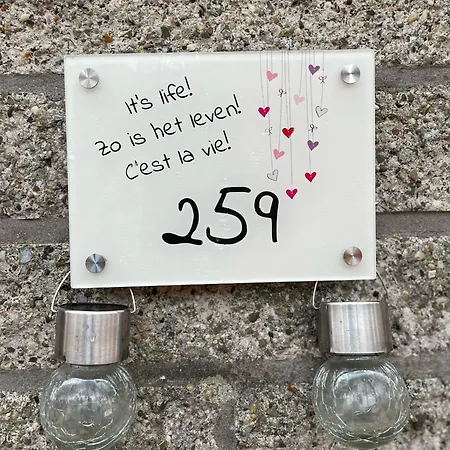 It's life!
Zo is het leven!
C'est la vie!
259